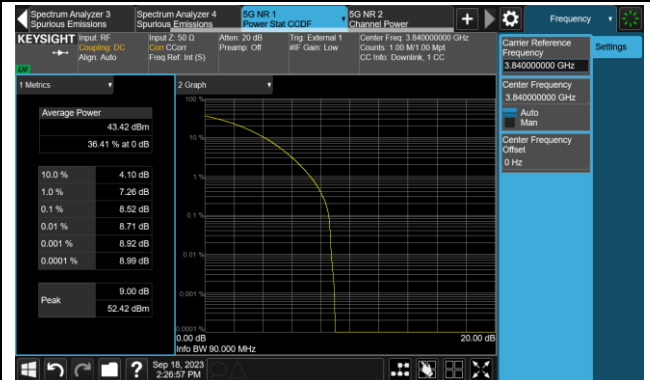 Spectrum Analyzer 3
Spurious Emissions
Spectrum Analyzer 4
Spurious Emissions
5G NR 1
Power Stat CCDF
5G NR 2
Channel Power
Frequency
KEYSIGHT
Input: RF
Coupling: DC
Align: Auto
Input Z: 50 Ω
Corr CCorr
Freq Ref: Int (S)
Atten: 20 dB
Preamp: Off
Trig: External 1
#IF Gain: Low
Center Freq: 3.840000000 GHz
Counts: 1.00 M/1.00 Mpt
CC Info: Downlink, 1 CC
1 Metrics
Average Power
43.42 dBm
36.41 % at 0 dB
10.0 % 4.10 dB
1.0 % 7.26 dB
0.1 % 8.52 dB
0.01 % 8.71 dB
0.001 % 8.92 dB
0.0001 % 8.99 dB
Peak
9.00 dB
52.42 dBm
2 Graph
100 %
10 %
1 %
0.1 %
0.01 %
0.001 %
0.0001 %
0.00 dB
20.00 dB
Info BW 90.000 MHz
Carrier Reference
Frequency
3.840000000 GHz
Center Frequency
3.840000000 GHz
Auto
Man
Center Frequency
Offset
0 Hz
Settings
Sep 18, 2023
2:26:57 PM